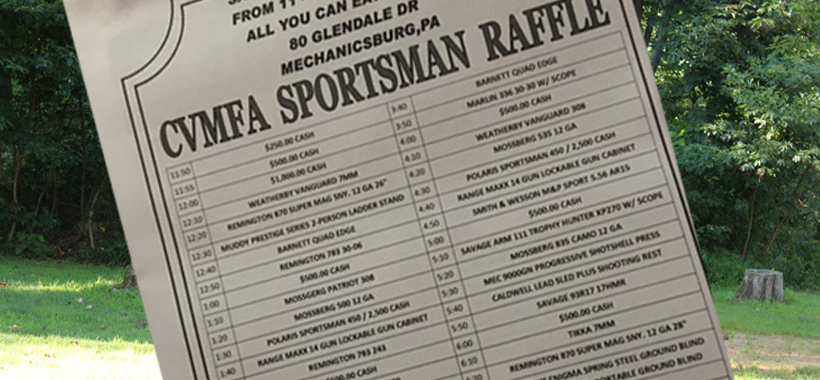 FROM 11
ALL YOU CAN EA
80 GLENDALE DR
MECHANICSBURG,PA
CVMFA SPORTSMAN RAFFLE
11:50 $250.00 CASH
11:55 $500.00 CASH
12:00 $1,000.00 CASH
12:10 WEATHERBY VANGUARD 7MM
12:20 REMINGTON 870 SUPER MAG SNY. 12 GA 26"
12:30 MUDDY PRESTIGE SERIES 2-PERSON LADDER STAND
12:40 BARNETT QUAD EDGE
12:50 REMINGTON 783 30-06
1:00 $500.00 CASH
1:10 MOSSGERG PATRIOT 308
1:20 MOSSBERG 500 12 GA
1:30 POLARIS SPORTSMAN 450 / 2,500 CASH
1:40 RANGE MAXX 14 GUN LOCKABLE GUN CABINET
REMINGTON 783 243
$500.00 CASH
3:40 BARNETT QUAD EDGE
3:50 MARLIN 336 30-30 W/ SCOPE
4:00 $500.00 CASH
4:10 WEATHERBY VANGUARD 308
4:20 MOSSBERG 535 12 GA
4:30 POLARIS SPORTSMAN 450 / 2,500 CASH
4:40 RANGE MAXX 14 GUN LOCKABLE GUN CABINET
4:50 SMITH & WESSON M&P SPORT 5.56 AR15
5:00 $500.00 CASH
5:10 SAVAGE ARM 111 TROPHY HUNTER XP270 W/ SCOPE
5:20 MOSSBERG 835 CAMO 12 GA
5:30 MEC 9000GN PROGRESSIVE SHOTSHELL PRESS
5:40 CALDWELL LEAD SLED PLUS SHOOTING REST
5:50 SAVAGE 93R17 17HMR
6:00 $500.00 CASH
6:10 TIKKA 7MM
REMINGTON 870 SUPER MAG SNY. 12 GA 28"
ENIGMA SPRING STEEL GROUND BLIND
PORTABLE GROUND BLIND